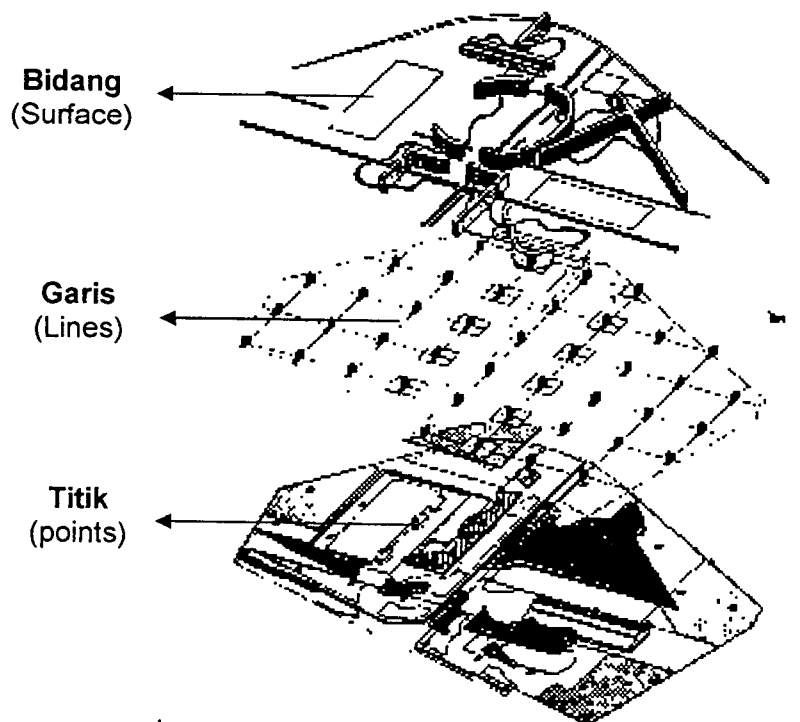 Bidang
(Surface)
Garis
(Lines)
Titik
(points)